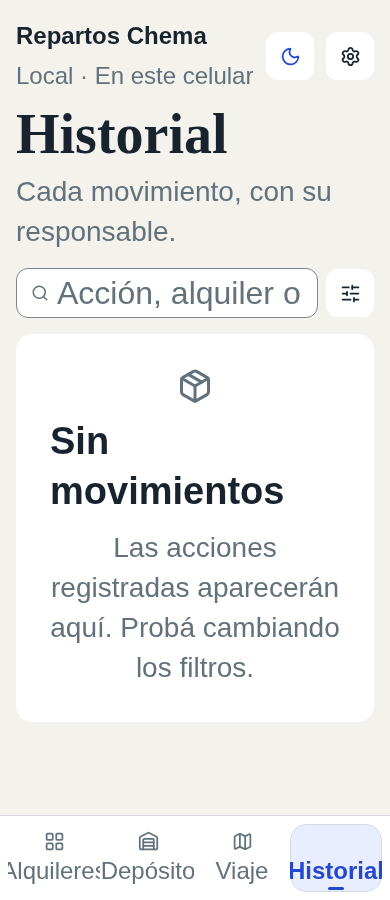 Repartos Chema
Local · En este celular
Historial
Cada movimiento, con su
responsable.
Acción, alquiler o
Sin
movimientos
Las acciones
registradas aparecerán
aquí. Probá cambiando
los filtros.
Alquileres
Depósito
Viaje
Historial